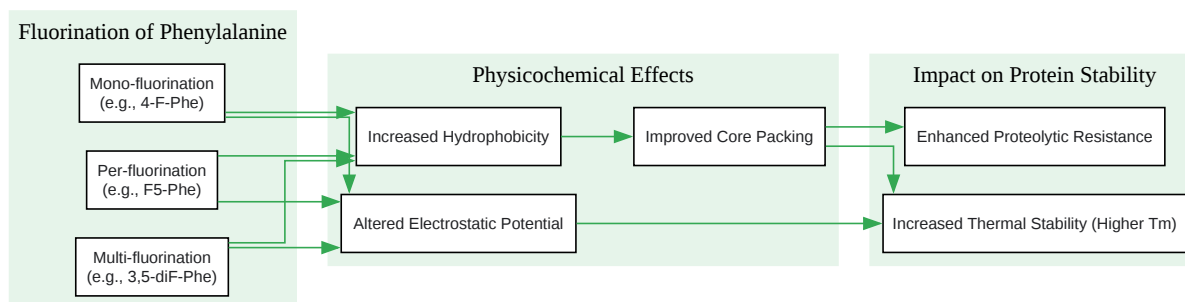 Fluorination of Phenylalanine
Mono-fluorination
(e.g., 4-F-Phe)
Per-fluorination
(e.g., F5-Phe)
Multi-fluorination
(e.g., 3,5-diF-Phe)
Physicochemical Effects
Increased Hydrophobicity
Improved Core Packing
Altered Electrostatic Potential
Impact on Protein Stability
Enhanced Proteolytic Resistance
Increased Thermal Stability (Higher Tm)